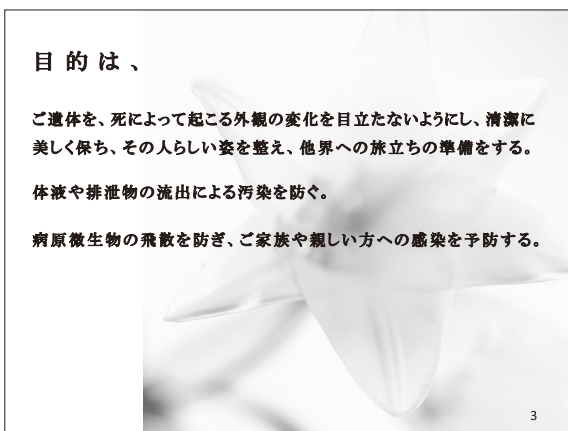 目的は、
ご遺体を、死によって起こる外観の変化を目立たないようにし、清潔に
美しく保ち、その人らしい姿を整え、他界への旅立ちの準備をする。
体液や排泄物の流出による汚染を防ぐ。
病原微生物の飛散を防ぎ、ご家族や親しい方への感染を予防する。
3